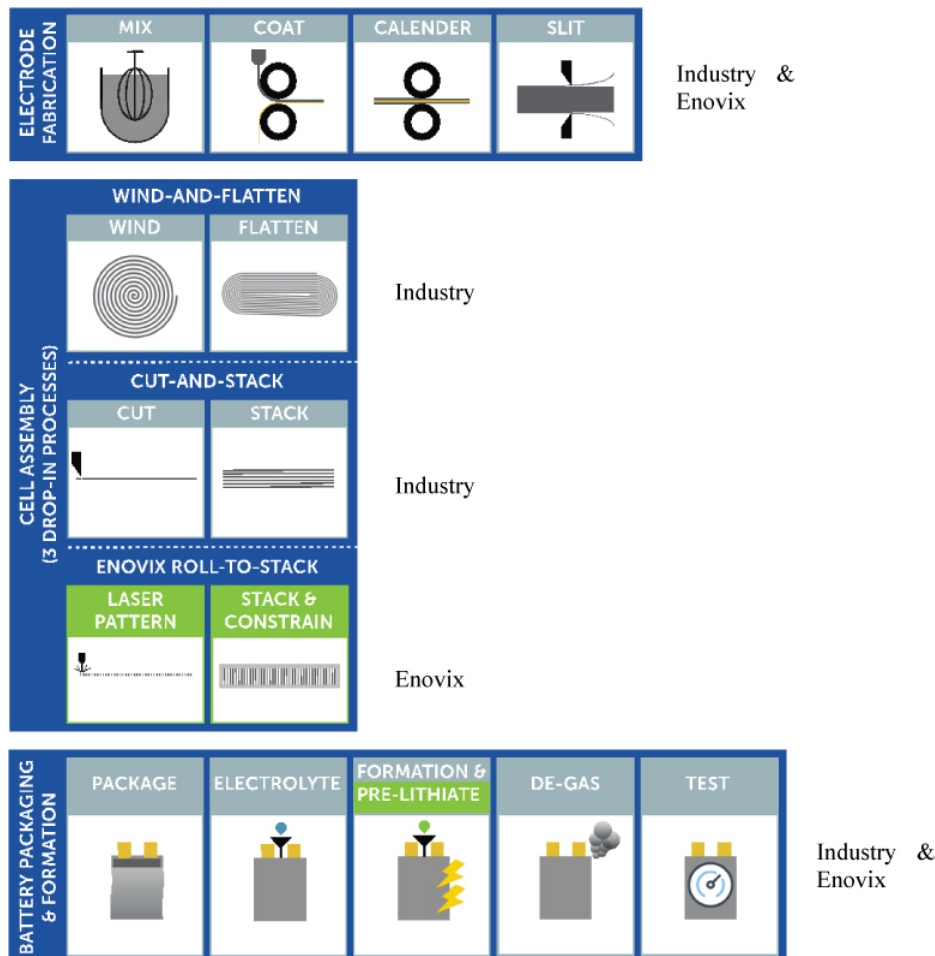 ELECTRODE
FABRICATION
MIX
COAT
CALENDER
SLIT
Industry &
Enovix
CELL ASSEMBLY
(3 DROP-IN PROCESSES)
WIND-AND-FLATTEN
WIND
FLATTEN
Industry
CUT-AND-STACK
CUT
STACK
Industry
ENOVIX ROLL-TO-STACK
LASER
PATTERN
STACK &
CONSTRAIN
Enovix
BATTERY PACKAGING
& FORMATION
PACKAGE
ELECTROLYTE
FORMATION &
PRE-LITHIATE
DE-GAS
TEST
Industry &
Enovix